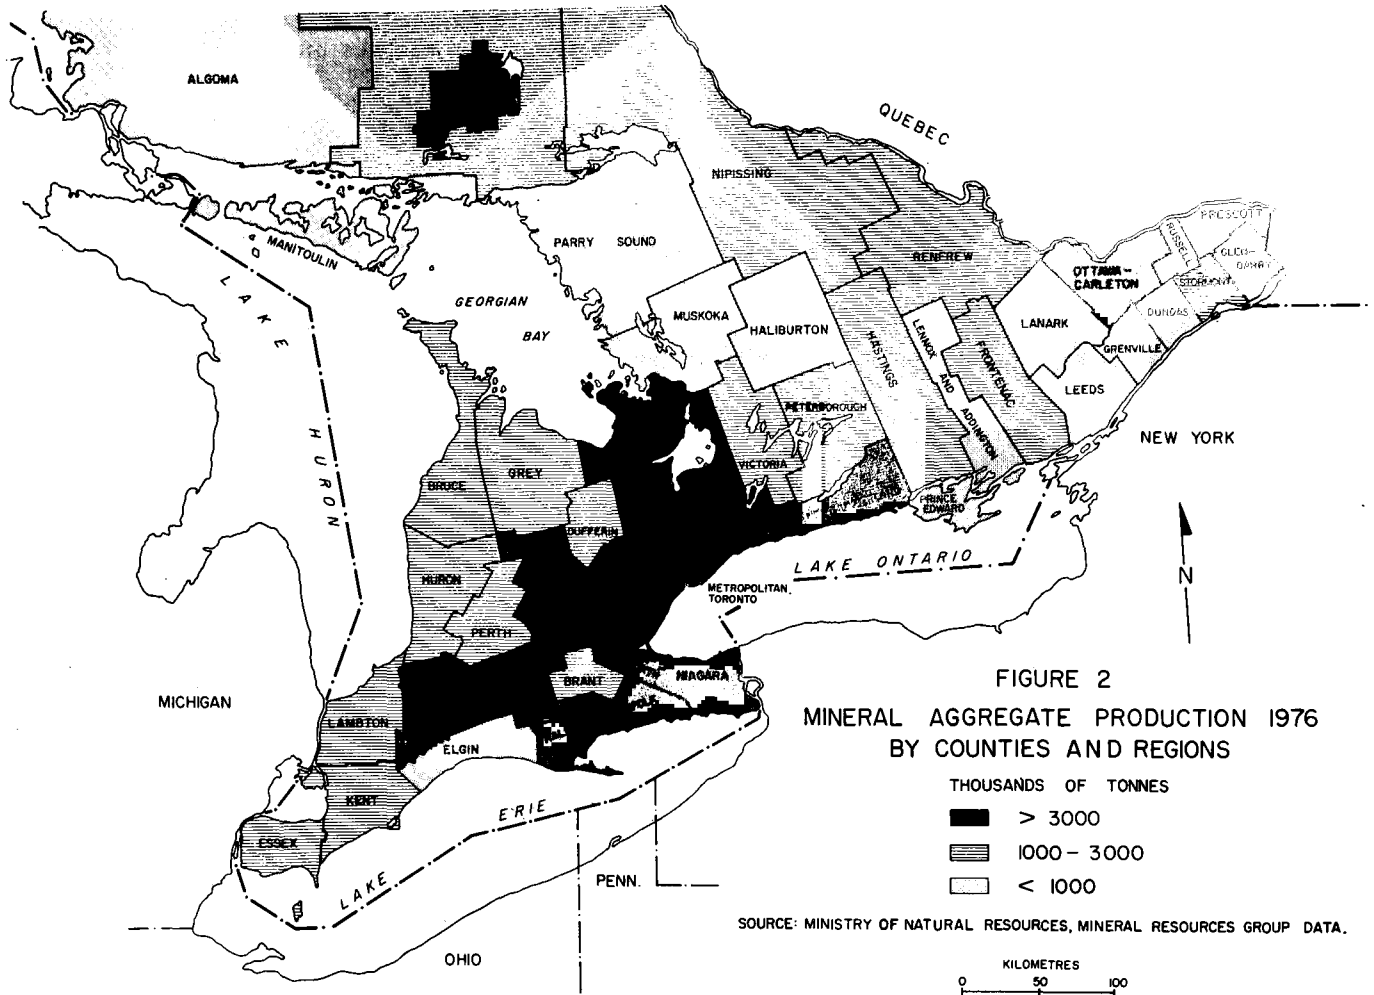 ALGOMA
QUEBEC
NIPISSING
PRESCOTT
RUSSELL
GLEN-
GARRY
PARRY SOUND
MANITOULIN
RENFREW
OTTAWA-
CARLETON
STORMONT
GEORGIAN
BAY
LAKE
HURON
MUSKOKA
HALIBURTON
HASTINGS
LENNOX AND ADDINGTON
FRONTENAC
LANARK
DUNDAS
GRENVILLE
LEEDS
PETERBOROUGH
VICTORIA
NEW YORK
BRUCE
GREY
PRINCE
EDWARD
DUFFERIN
LAKE ONTARIO
N
HURON
METROPOLITAN
TORONTO
PERTH
BRANT
NIAGARA
MICHIGAN
LAMBTON
ELGIN
KENT
ESSEX
LAKE ERIE
PENN.
OHIO
FIGURE 2
MINERAL AGGREGATE PRODUCTION 1976
BY COUNTIES AND REGIONS
THOUSANDS OF TONNES
> 3000
1000 - 3000
< 1000
SOURCE: MINISTRY OF NATURAL RESOURCES, MINERAL RESOURCES GROUP DATA.
KILOMETRES
0 50 100